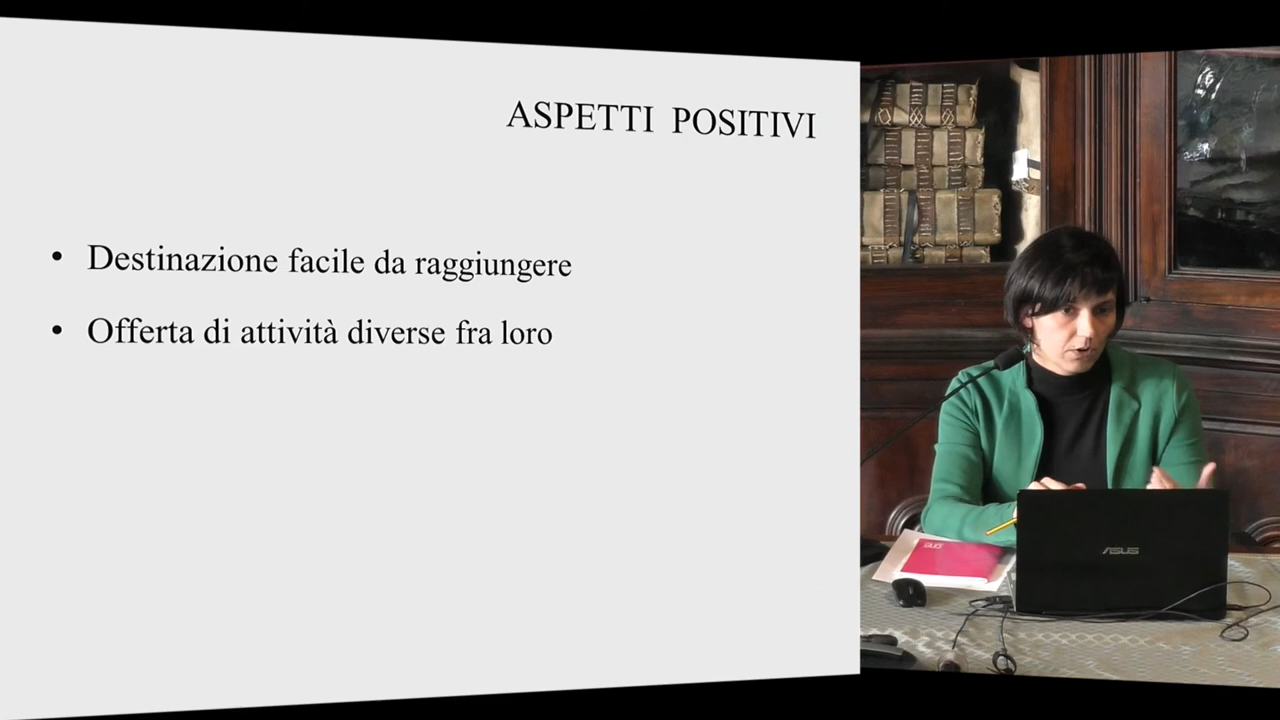 ASPETTI POSITIVI
• Destinazione facile da raggiungere
• Offerta di attività diverse fra loro
ASUS